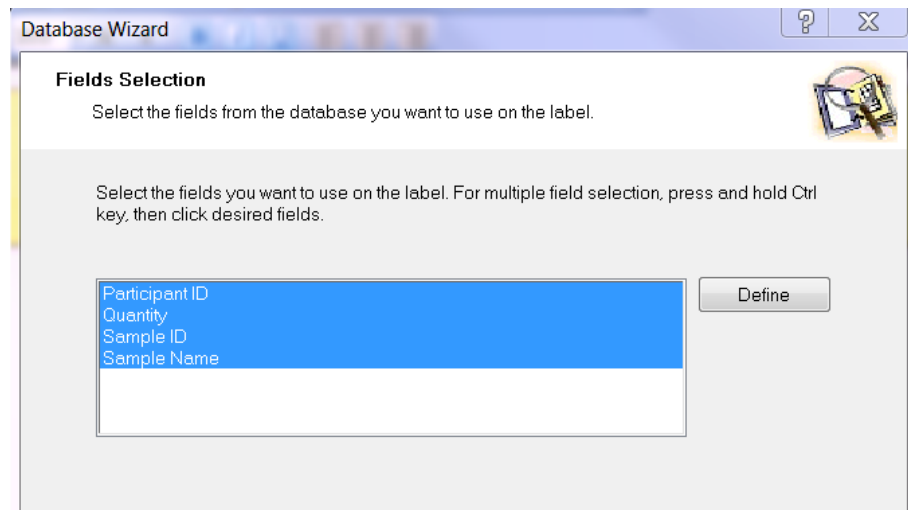 Database Wizard
Fields Selection
Select the fields from the database you want to use on the label.
Select the fields you want to use on the label. For multiple field selection, press and hold Ctrl
key, then click desired fields.
Participant ID
Define
Quantity
Sample ID
Sample Name